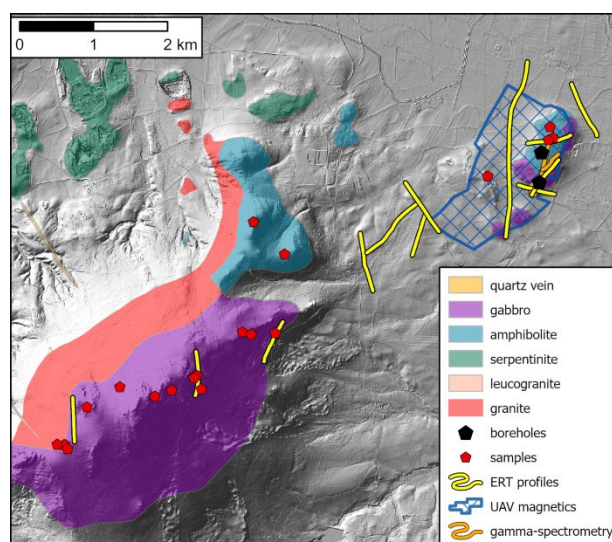 0 1 2 km
quartz vein
gabbro
amphibolite
serpentinite
leucogranite
granite
boreholes
samples
ERT profiles
UAV magnetics
gamma-spectrometry